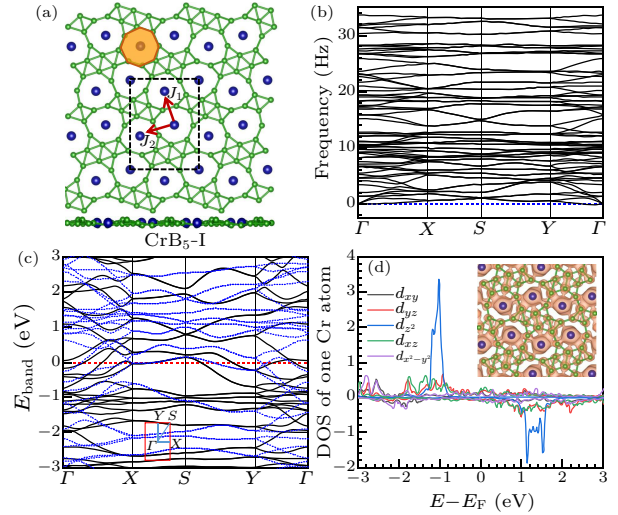 (a)
J1
J2
CrB5-I
(b)
Frequency (Hz)
30
15
0
Γ X S Y Γ
(c)
Eband (eV)
3
2
1
0
−1
−2
−3
Y S
Γ X
Γ X S Y Γ
(d)
DOS of one Cr atom
4
3
2
1
0
−1
−2
dxy
dyz
dz2
dxz
dx2−y2
−3 −2 −1 0 1 2 3
E−EF (eV)